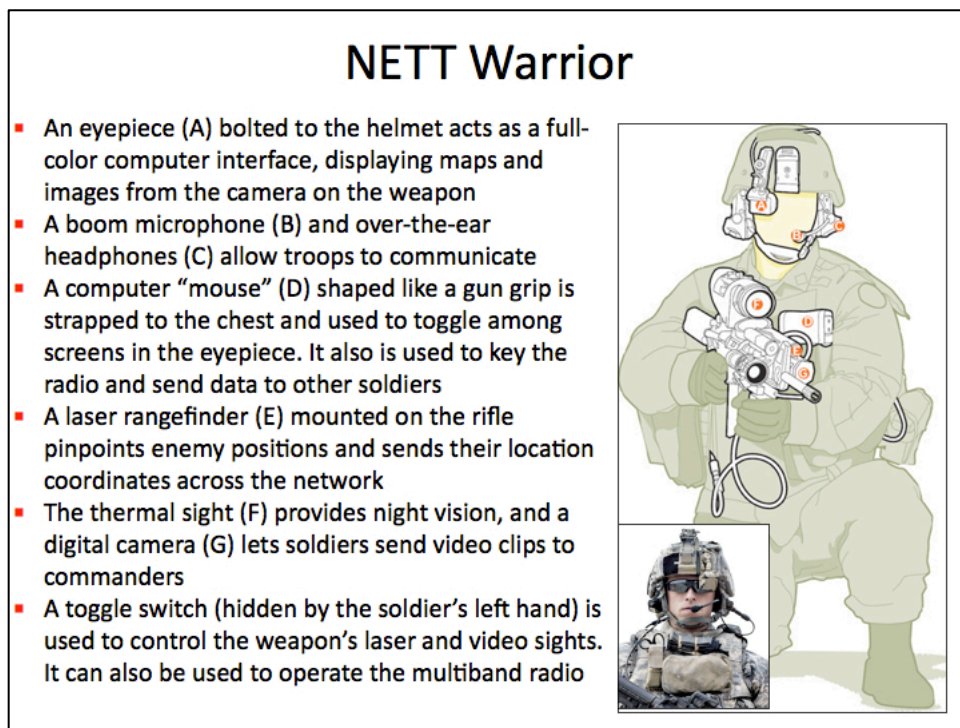 NETT Warrior
▪ An eyepiece (A) bolted to the helmet acts as a full-
color computer interface, displaying maps and
images from the camera on the weapon
▪ A boom microphone (B) and over-the-ear
headphones (C) allow troops to communicate
▪ A computer “mouse” (D) shaped like a gun grip is
strapped to the chest and used to toggle among
screens in the eyepiece. It also is used to key the
radio and send data to other soldiers
▪ A laser rangefinder (E) mounted on the rifle
pinpoints enemy positions and sends their location
coordinates across the network
▪ The thermal sight (F) provides night vision, and a
digital camera (G) lets soldiers send video clips to
commanders
▪ A toggle switch (hidden by the soldier’s left hand) is
used to control the weapon’s laser and video sights.
It can also be used to operate the multiband radio
A
B
C
F
D
E
G